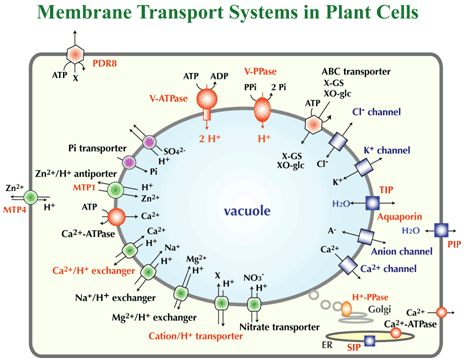 Membrane Transport Systems in Plant Cells
PDR8
ATP
X
V-ATPase
ATP
ADP
2 H⁺
V-PPase
PPi
2 Pi
H⁺
ABC transporter
ATP
X-GS
XO-glc
X-GS
XO-glc
Cl⁻ channel
Cl⁻
K⁺ channel
K⁺
SO₄²⁻
H⁺
Pi transporter
Pi
Zn²⁺/H⁺ antiporter
MTP1
H⁺
Zn²⁺
Zn²⁺
MTP4
H⁺
ATP
Ca²⁺
Ca²⁺-ATPase
vacuole
TIP
H₂O
Aquaporin
H₂O
PIP
A⁻
Anion channel
Ca²⁺
Ca²⁺ channel
Ca²⁺
H⁺
Ca²⁺/H⁺ exchanger
Na⁺
H⁺
Na⁺/H⁺ exchanger
Mg²⁺
H⁺
Mg²⁺/H⁺ exchanger
X
H⁺
Cation/H⁺ transporter
NO₃⁻
H⁺
Nitrate transporter
H⁺-PPase
Golgi
Ca²⁺
Ca²⁺-ATPase
ER
SIP